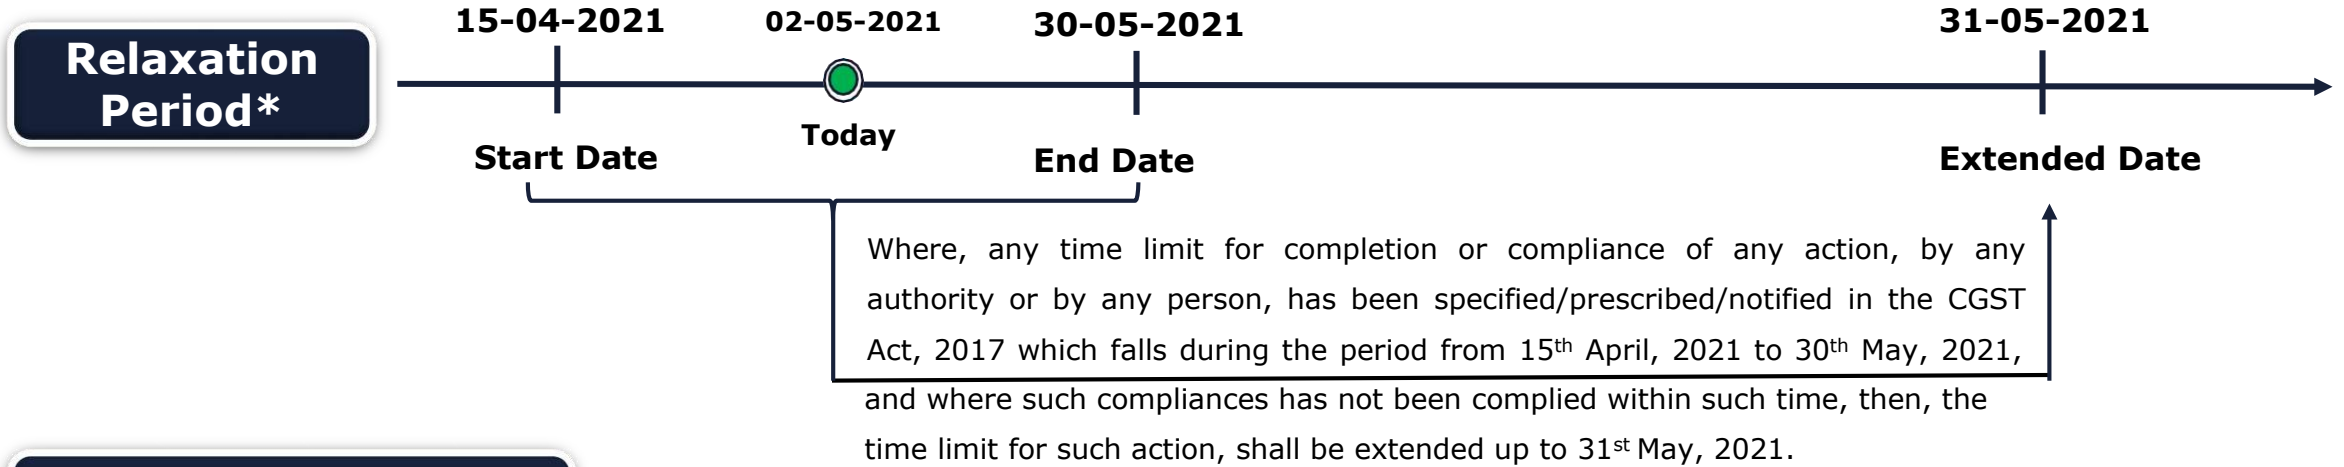 15-04-2021
02-05-2021
30-05-2021
31-05-2021
Relaxation
Period*
Today
Start Date
End Date
Extended Date
Where, any time limit for completion or compliance of any action, by any
authority or by any person, has been specified/prescribed/notified in the CGST
Act, 2017 which falls during the period from 15th April, 2021 to 30th May, 2021,
and where such compliances has not been complied within such time, then, the
time limit for such action, shall be extended up to 31st May, 2021.